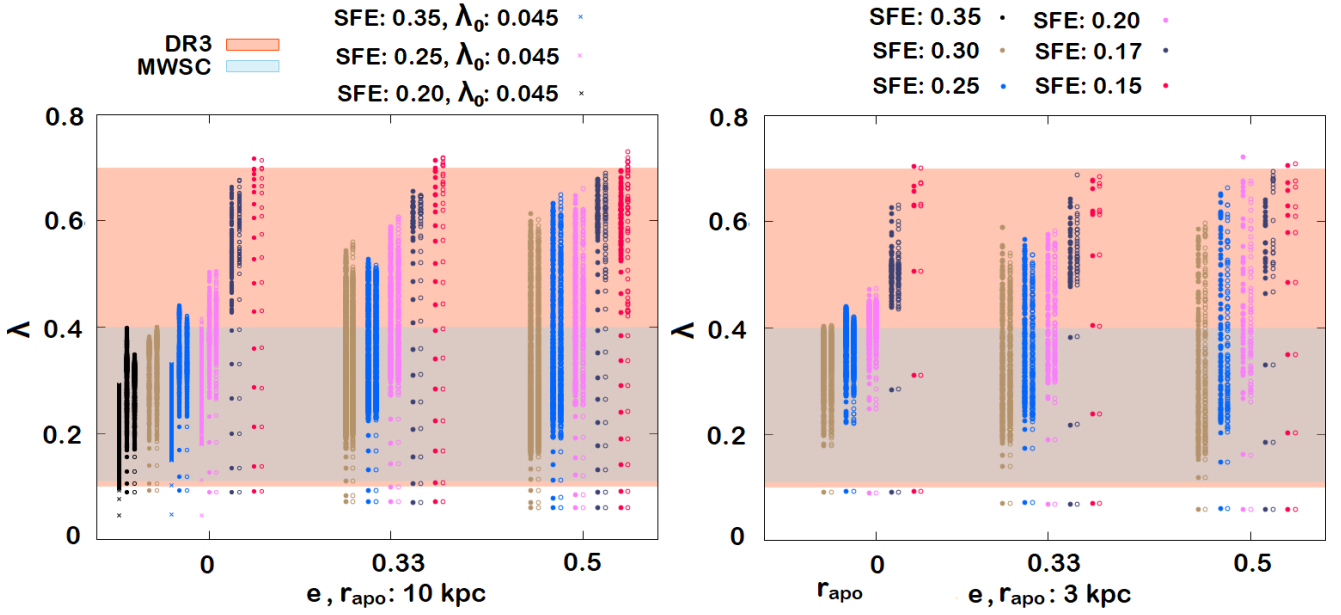 SFE: 0.35, λ₀: 0.045
DR3
MWSC
SFE: 0.25, λ₀: 0.045
SFE: 0.20, λ₀: 0.045
SFE: 0.35
SFE: 0.20
SFE: 0.30
SFE: 0.17
SFE: 0.25
SFE: 0.15
0.8
0.6
0.4
0.2
0
λ
0
0.33
0.5
e, r_apo: 10 kpc
0.8
0.6
0.4
0.2
0
λ
0
0.33
0.5
r_apo
e, r_apo: 3 kpc